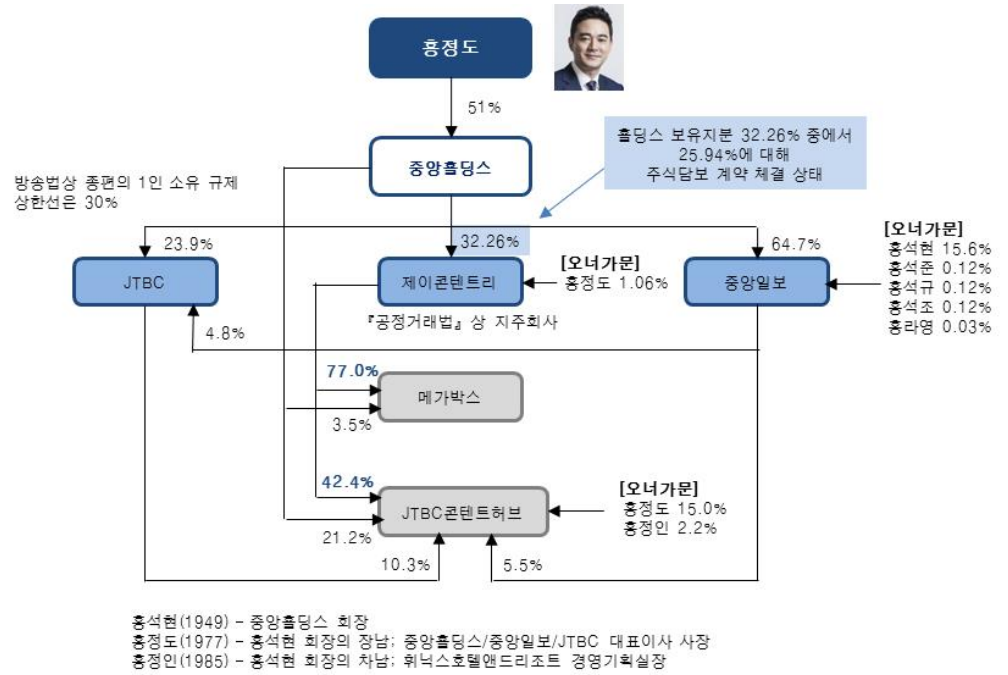 홍정도
51%
중앙홀딩스
홀딩스 보유지분 32.26% 중에서
25.94%에 대해
주식담보 계약 체결 상태
방송법상 종편의 1인 소유 규제
상한선은 30%
23.9%
32.26%
64.7%
JTBC
제이콘텐트리
[오너가문]
홍정도 1.06%
중앙일보
[오너가문]
홍석현 15.6%
홍석준 0.12%
홍석규 0.12%
홍석조 0.12%
홍라영 0.03%
『공정거래법』상 지주회사
4.8%
77.0%
메가박스
3.5%
42.4%
JTBC콘텐트허브
[오너가문]
홍정도 15.0%
홍정인 2.2%
21.2%
10.3%
5.5%
홍석현(1949) - 중앙홀딩스 회장
홍정도(1977) - 홍석현 회장의 장남; 중앙홀딩스/중앙일보/JTBC 대표이사 사장
홍정인(1985) - 홍석현 회장의 차남; 휘닉스호텔앤드리조트 경영기획실장